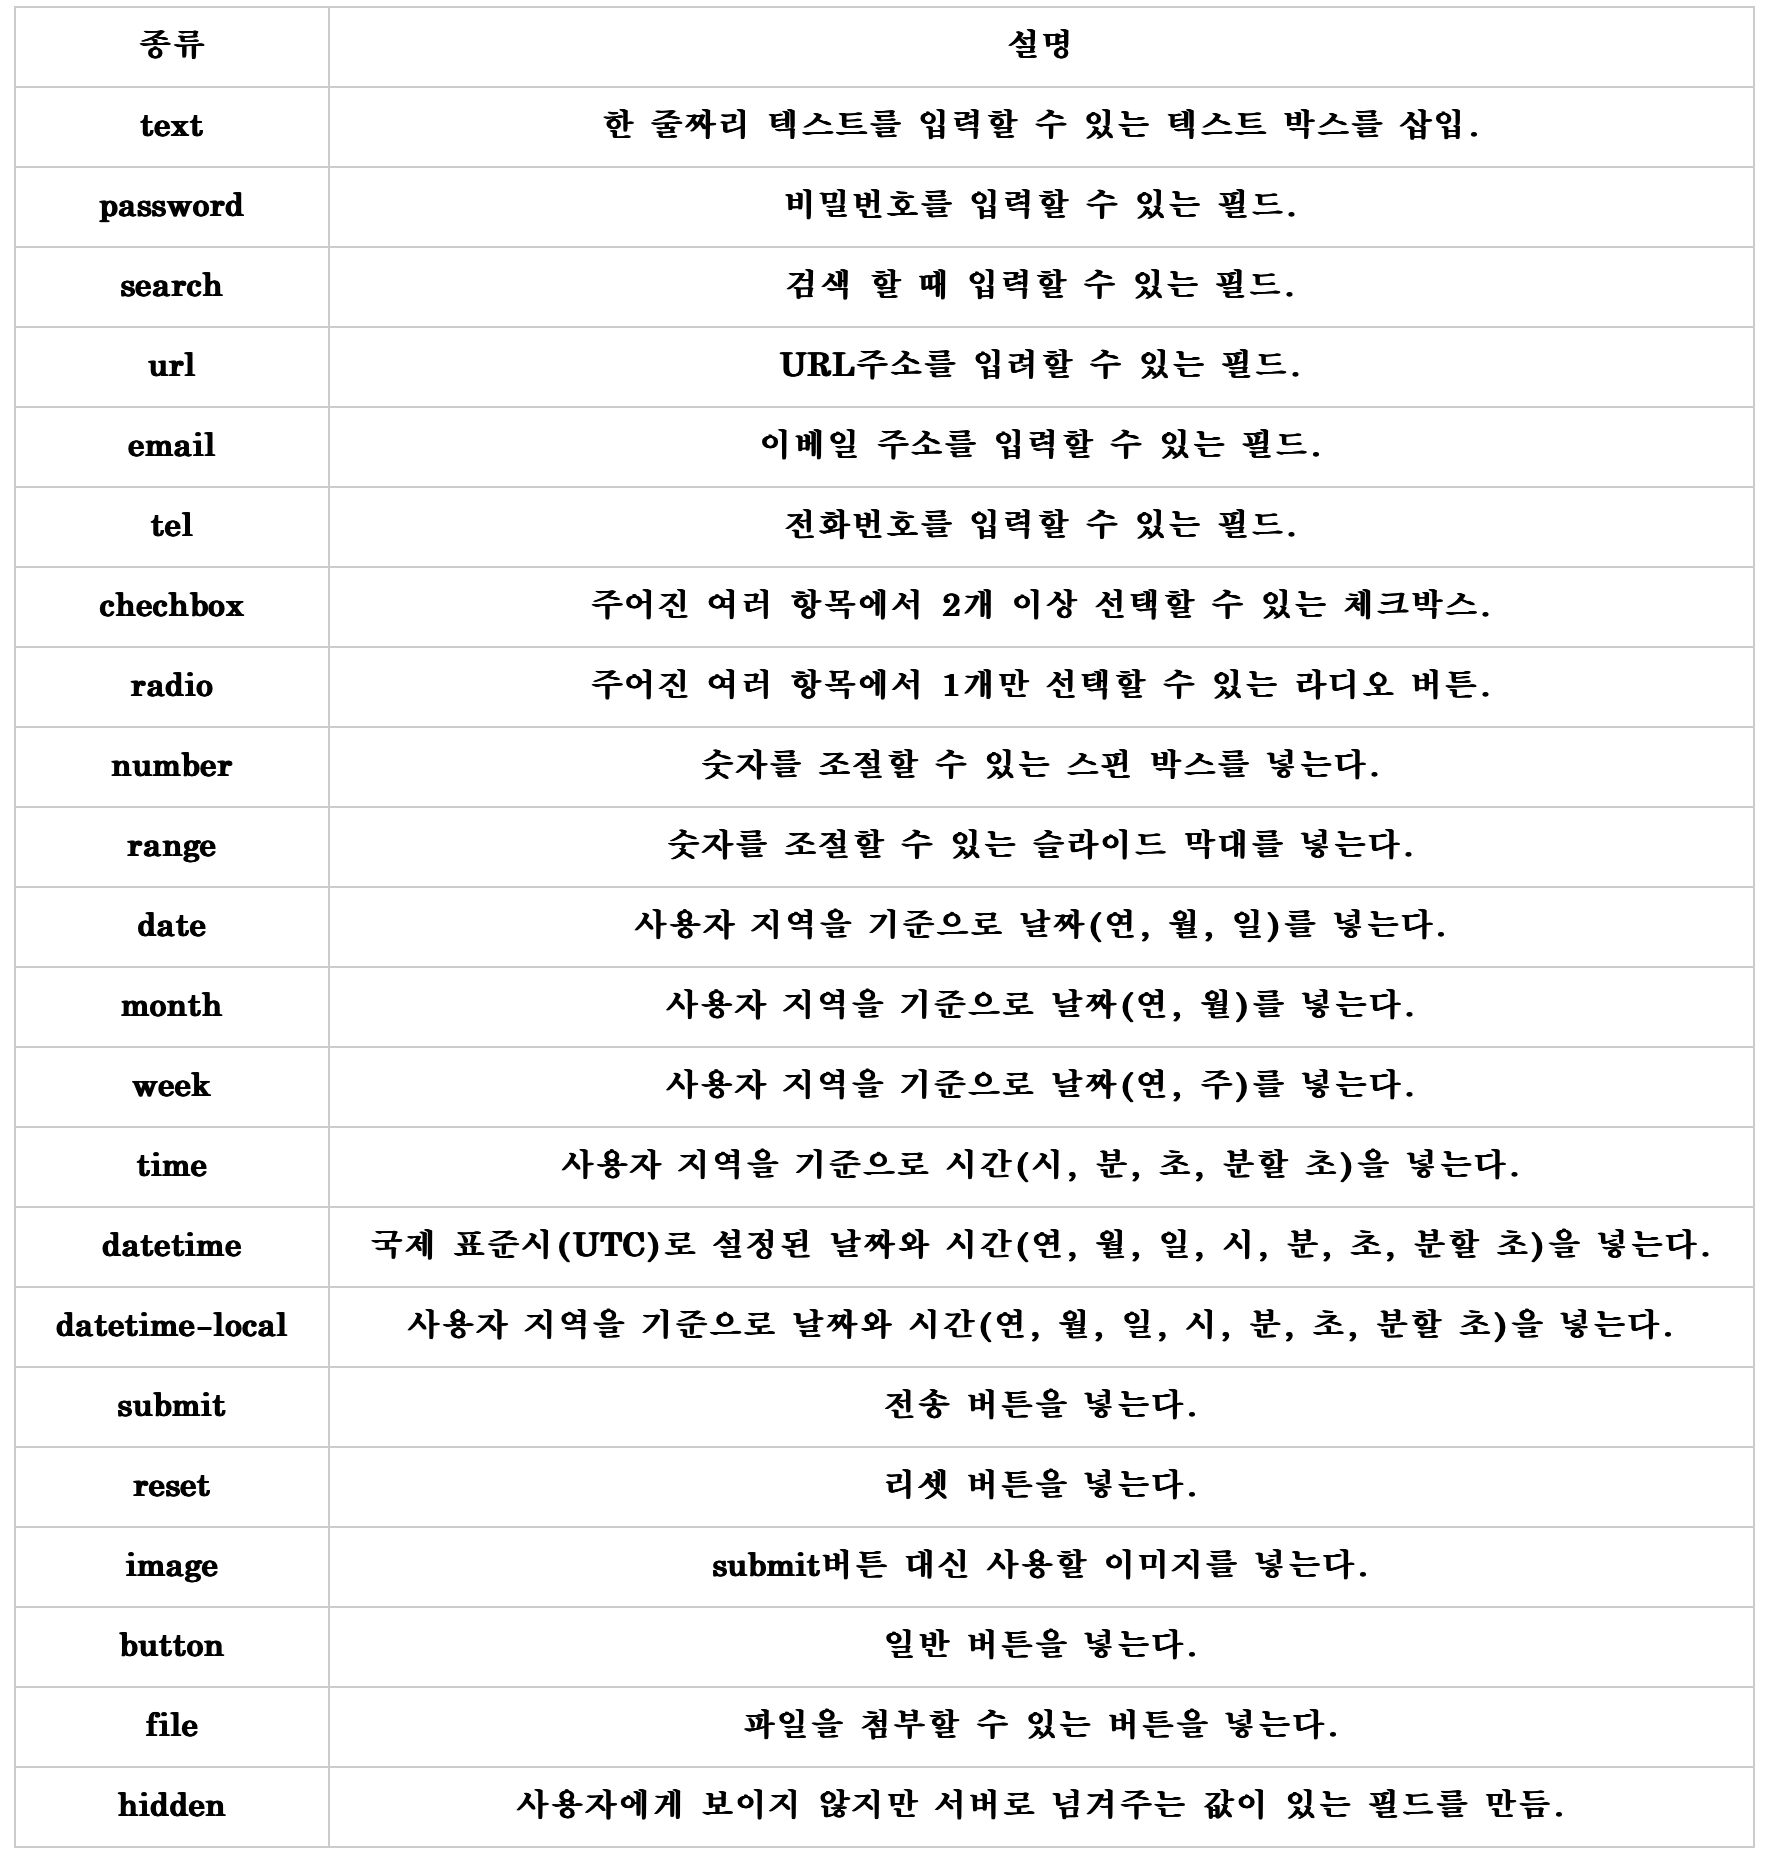 종류 설명
text 한 줄짜리 텍스트를 입력할 수 있는 텍스트 박스를 삽입.
password 비밀번호를 입력할 수 있는 필드.
search 검색 할 때 입력할 수 있는 필드.
url URL주소를 입려할 수 있는 필드.
email 이베일 주소를 입력할 수 있는 필드.
tel 전화번호를 입력할 수 있는 필드.
chechbox 주어진 여러 항목에서 2개 이상 선택할 수 있는 체크박스.
radio 주어진 여러 항목에서 1개만 선택할 수 있는 라디오 버튼.
number 숫자를 조절할 수 있는 스핀 박스를 넣는다.
range 숫자를 조절할 수 있는 슬라이드 막대를 넣는다.
date 사용자 지역을 기준으로 날짜(연, 월, 일)를 넣는다.
month 사용자 지역을 기준으로 날짜(연, 월)를 넣는다.
week 사용자 지역을 기준으로 날짜(연, 주)를 넣는다.
time 사용자 지역을 기준으로 시간(시, 분, 초, 분할 초)을 넣는다.
datetime 국제 표준시(UTC)로 설정된 날짜와 시간(연, 월, 일, 시, 분, 초, 분할 초)을 넣는다.
datetime-local 사용자 지역을 기준으로 날짜와 시간(연, 월, 일, 시, 분, 초, 분할 초)을 넣는다.
submit 전송 버튼을 넣는다.
reset 리셋 버튼을 넣는다.
image submit버튼 대신 사용할 이미지를 넣는다.
button 일반 버튼을 넣는다.
file 파일을 첨부할 수 있는 버튼을 넣는다.
hidden 사용자에게 보이지 않지만 서버로 넘겨주는 값이 있는 필드를 만듬.